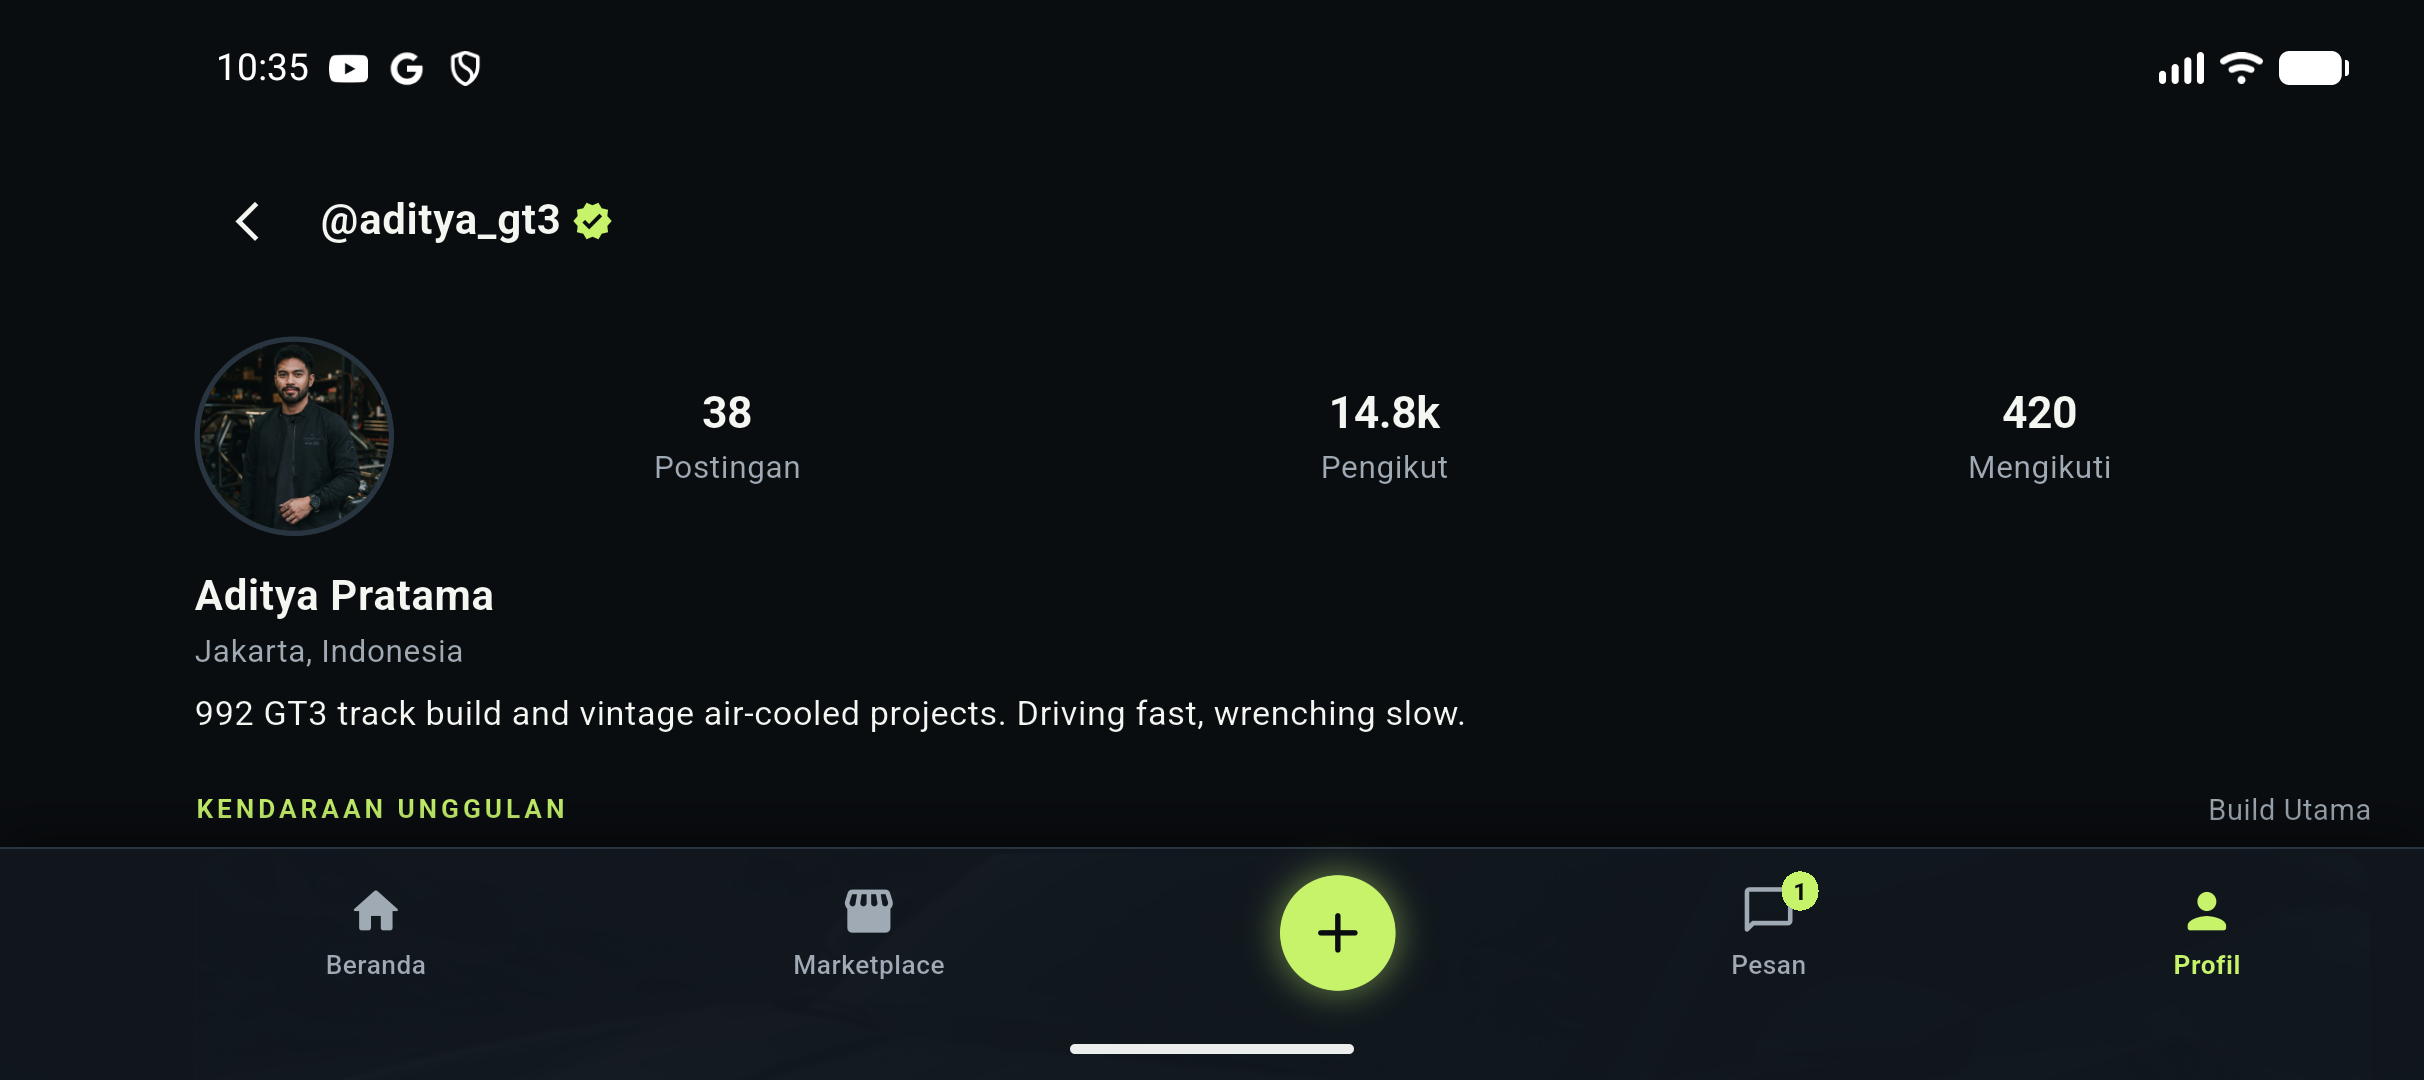 10:35
@aditya_gt3
38
Postingan
14.8k
Pengikut
420
Mengikuti
Aditya Pratama
Jakarta, Indonesia
992 GT3 track build and vintage air-cooled projects. Driving fast, wrenching slow.
KENDARAAN UNGGULAN
Build Utama
Beranda
Marketplace
1
Pesan
Profil